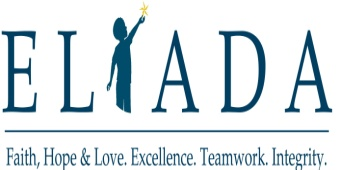 ELIADA
Faith, Hope & Love. Excellence. Teamwork. Integrity.